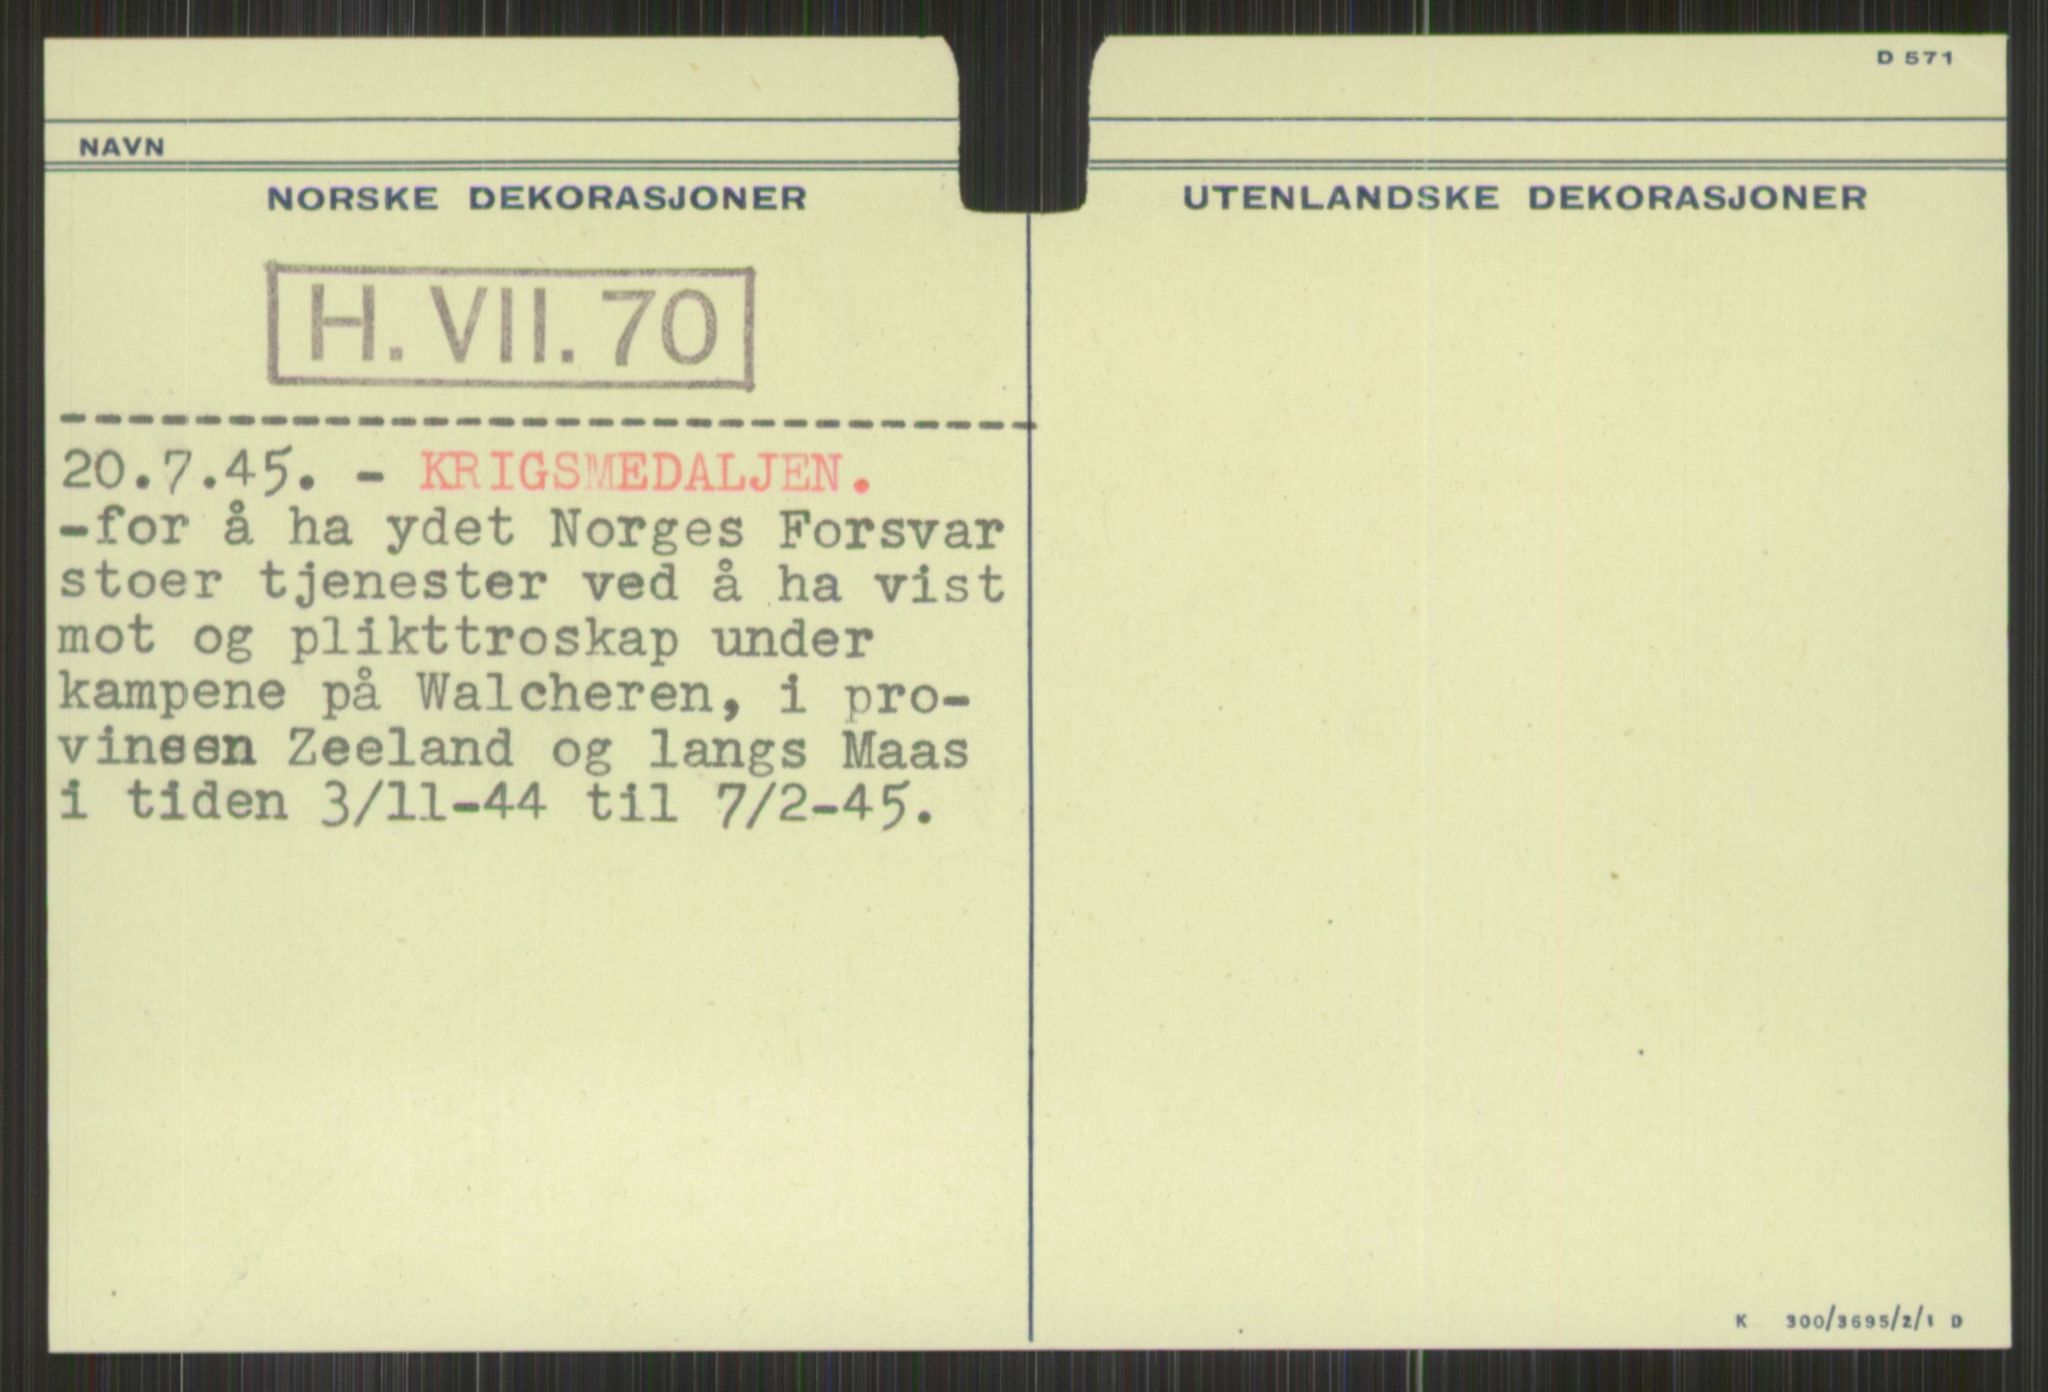 D 571
NAVN
NORSKE DEKORASJONER
UTENLANDSKE DEKORASJONER
H. VII. 70
--------------------------------
20.7.45. - KRIGSMEDALJEN.
-for å ha ydet Norges Forsvar
stoer tjenester ved å ha vist
mot og plikttroskap under
kampene på Walcheren, i pro-
vinsen Zeeland og langs Maas
i tiden 3/11-44 til 7/2-45.
K 300/3695/2/1 D